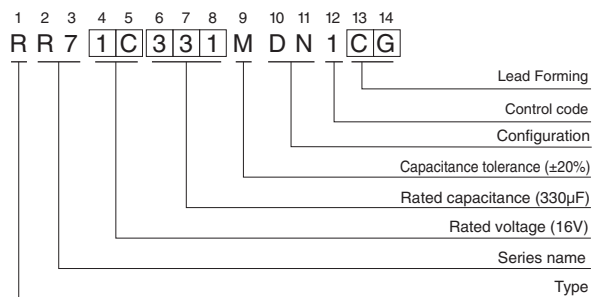 1 2 3 4 5 6 7 8 9 10 11 12 13 14
R R 7 1 C 3 3 1 M D N 1 C G
Lead Forming
Control code
Configuration
Capacitance tolerance (±20%)
Rated capacitance (330µF)
Rated voltage (16V)
Series name
Type